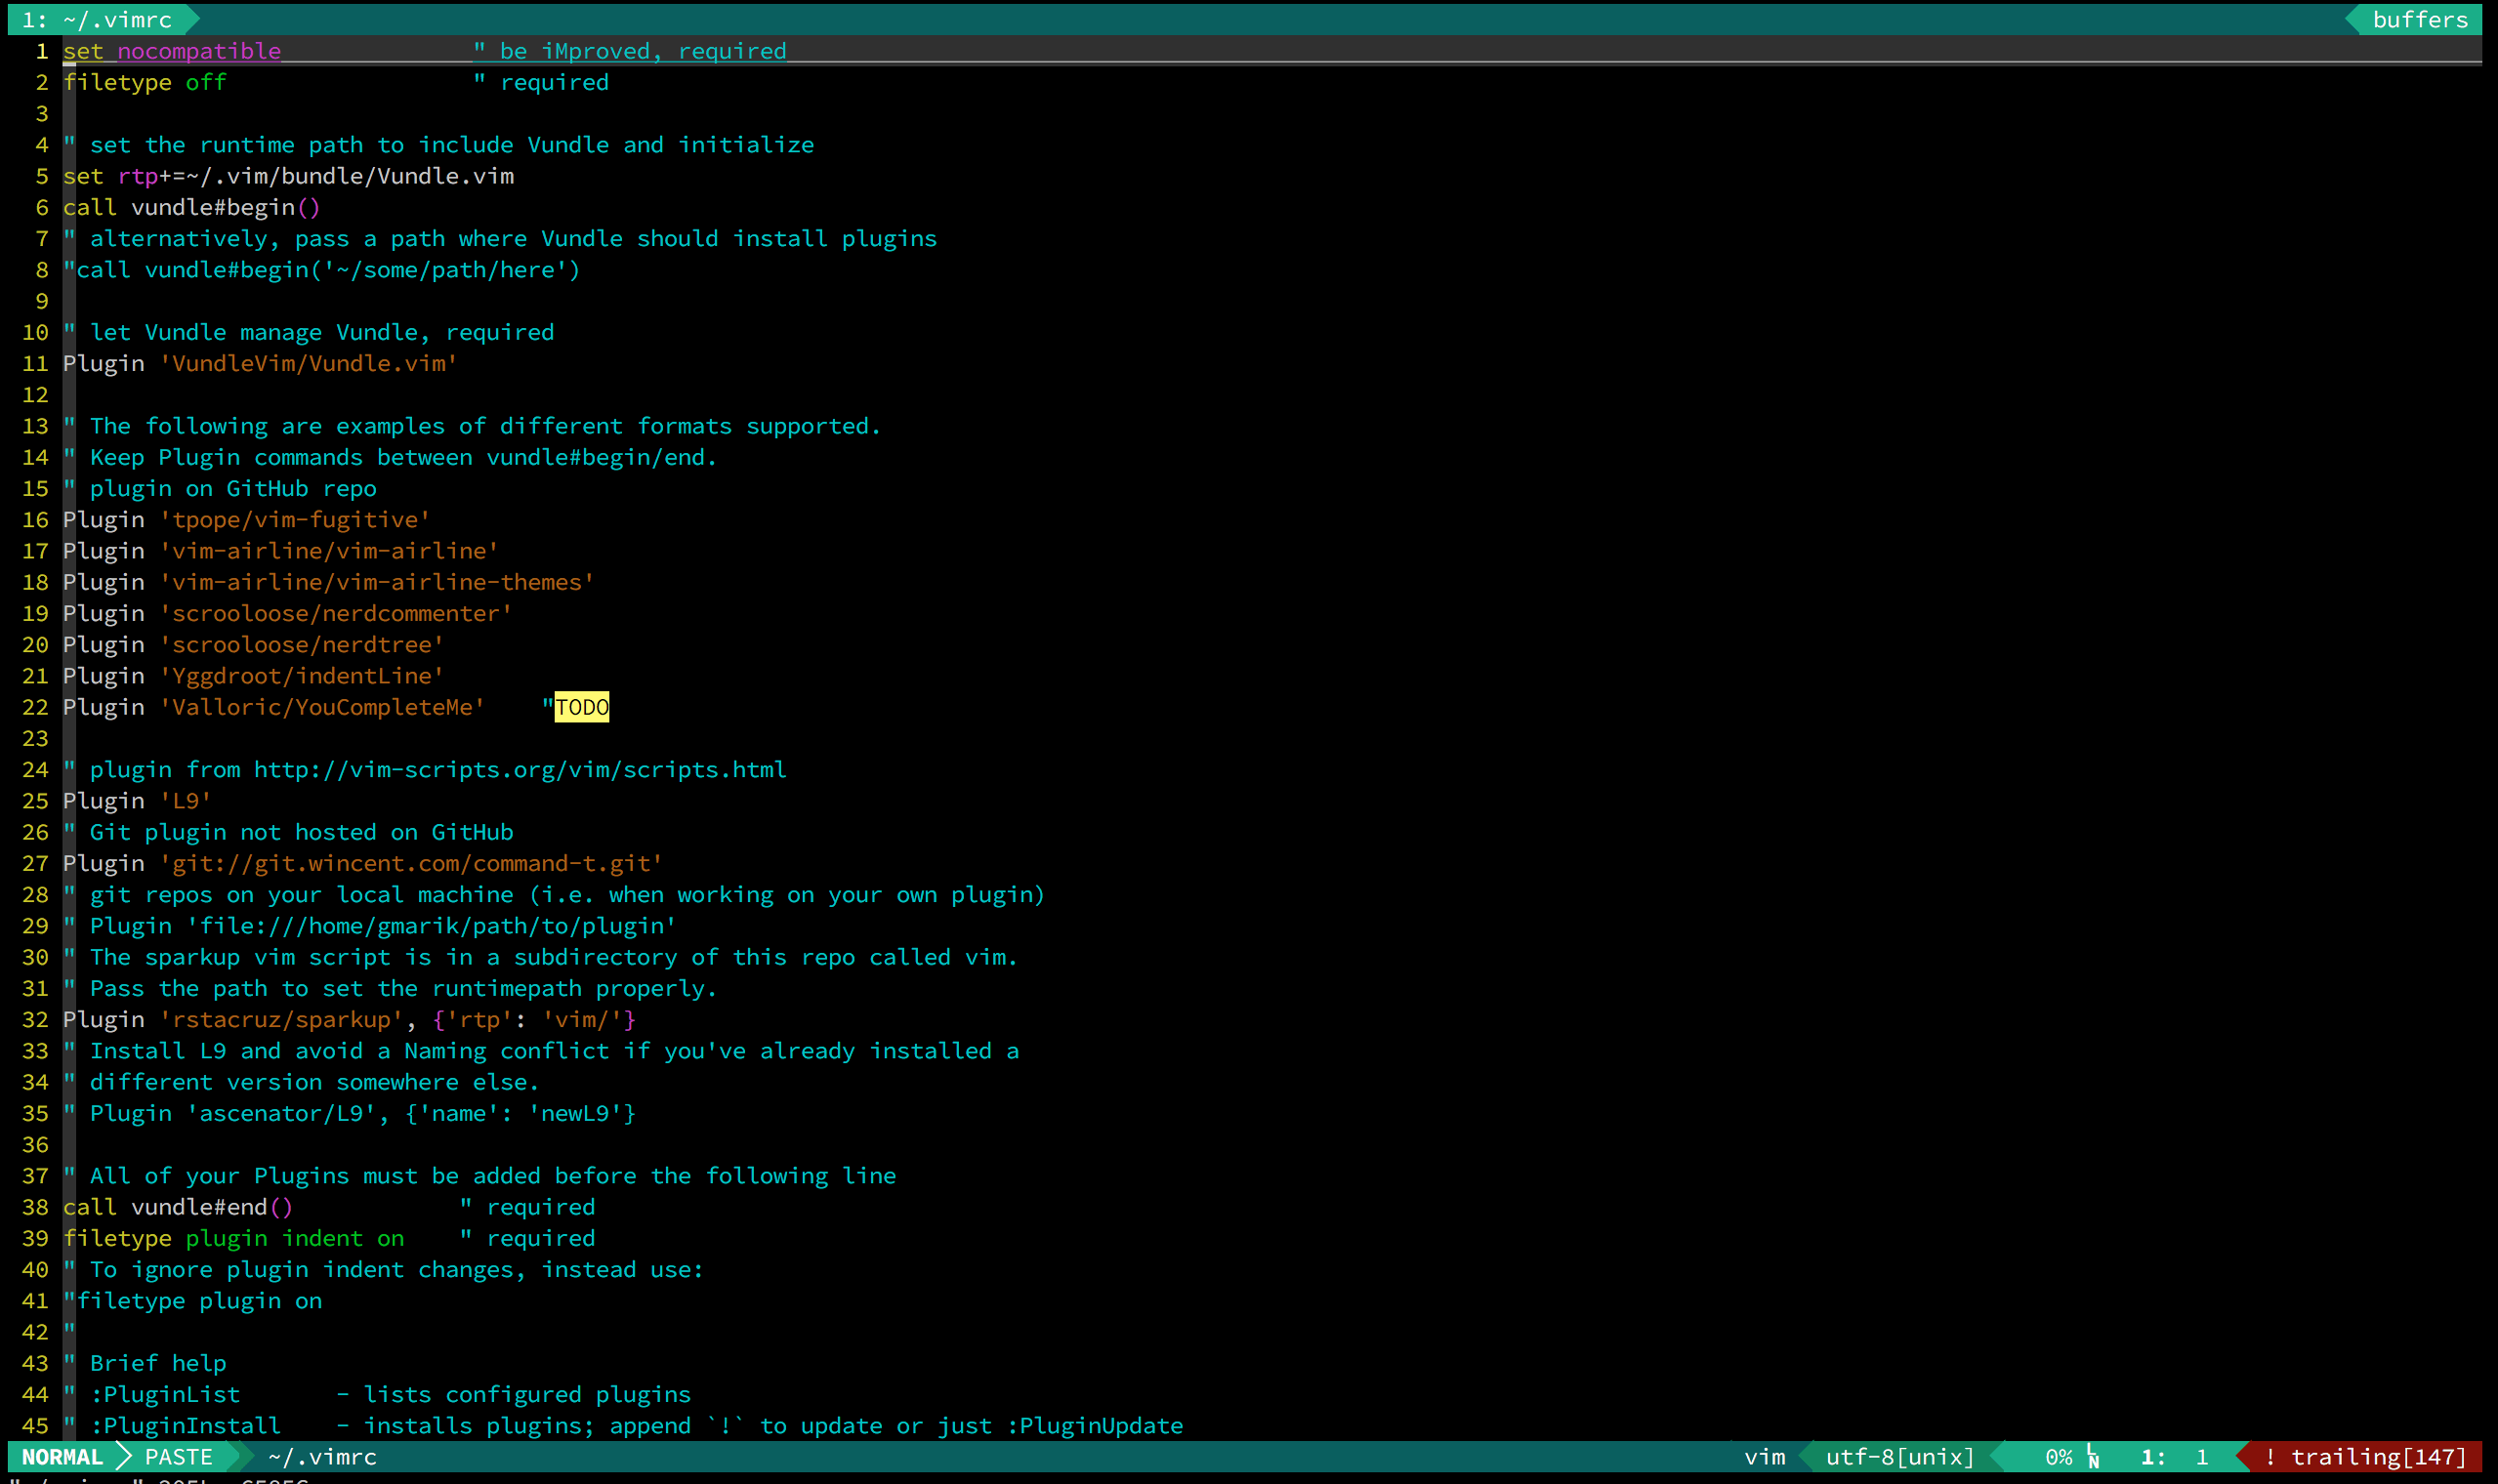 1: ~/.vimrc buffers
1 set nocompatible " be iMproved, required
2 filetype off " required
3
4 " set the runtime path to include Vundle and initialize
5 set rtp+=~/.vim/bundle/Vundle.vim
6 call vundle#begin()
7 " alternatively, pass a path where Vundle should install plugins
8 "call vundle#begin('~/some/path/here')
9
10 " let Vundle manage Vundle, required
11 Plugin 'VundleVim/Vundle.vim'
12
13 " The following are examples of different formats supported.
14 " Keep Plugin commands between vundle#begin/end.
15 " plugin on GitHub repo
16 Plugin 'tpope/vim-fugitive'
17 Plugin 'vim-airline/vim-airline'
18 Plugin 'vim-airline/vim-airline-themes'
19 Plugin 'scrooloose/nerdcommenter'
20 Plugin 'scrooloose/nerdtree'
21 Plugin 'Yggdroot/indentLine'
22 Plugin 'Valloric/YouCompleteMe' "TODO
23
24 " plugin from http://vim-scripts.org/vim/scripts.html
25 Plugin 'L9'
26 " Git plugin not hosted on GitHub
27 Plugin 'git://git.wincent.com/command-t.git'
28 " git repos on your local machine (i.e. when working on your own plugin)
29 " Plugin 'file:///home/gmarik/path/to/plugin'
30 " The sparkup vim script is in a subdirectory of this repo called vim.
31 " Pass the path to set the runtimepath properly.
32 Plugin 'rstacruz/sparkup', {'rtp': 'vim/'}
33 " Install L9 and avoid a Naming conflict if you've already installed a
34 " different version somewhere else.
35 " Plugin 'ascenator/L9', {'name': 'newL9'}
36
37 " All of your Plugins must be added before the following line
38 call vundle#end() " required
39 filetype plugin indent on " required
40 " To ignore plugin indent changes, instead use:
41 "filetype plugin on
42 "
43 " Brief help
44 " :PluginList - lists configured plugins
45 " :PluginInstall - installs plugins; append `!` to update or just :PluginUpdate
NORMAL PASTE ~/.vimrc vim utf-8[unix] 0% 1: 1 ! trailing[147]